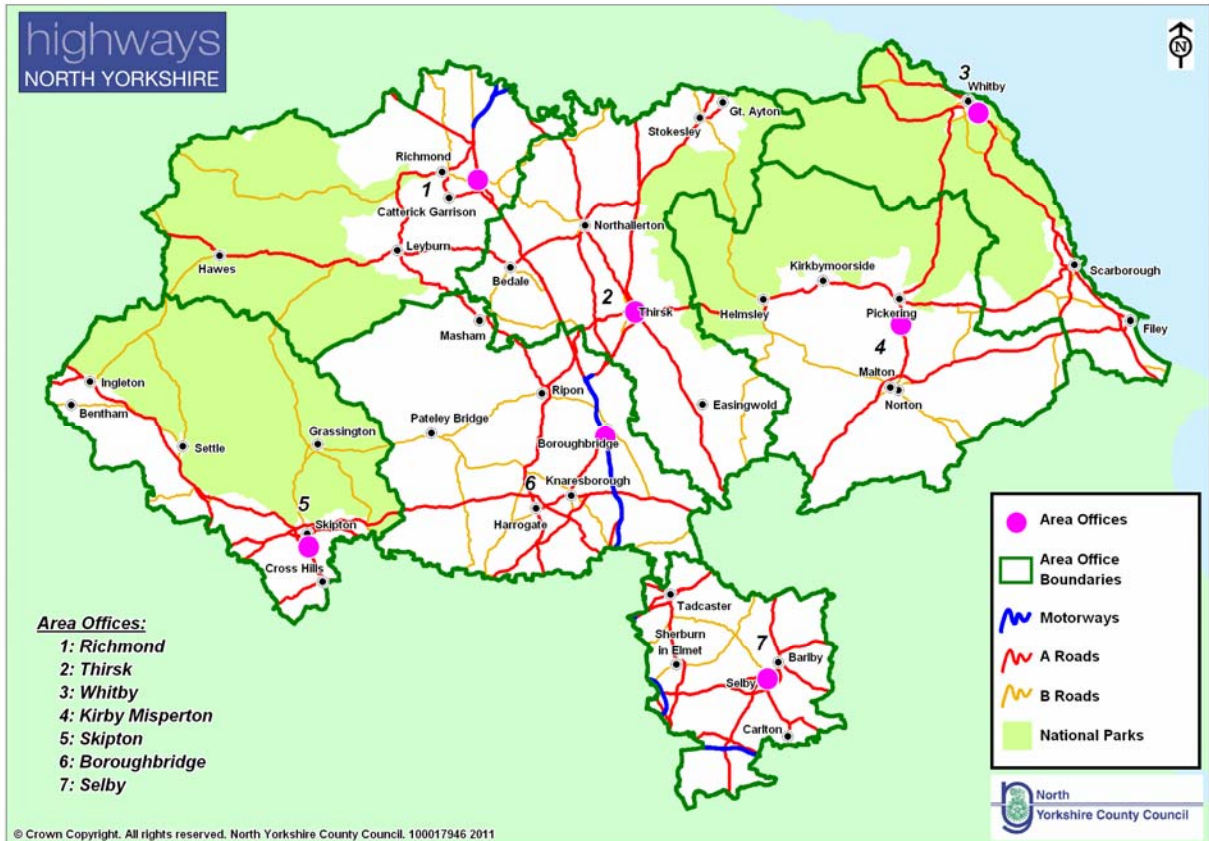 highways
NORTH YORKSHIRE
N
3
Whitby
Gt. Ayton
Stokesley
Richmond
1
Catterick Garrison
Northallerton
Leyburn
Hawes
Bedale
Kirkbymoorside
Scarborough
2
Thirsk
Helmsley
Pickering
Masham
Filey
4
Malton
Norton
Ingleton
Bentham
Ripon
Easingwold
Pateley Bridge
Grassington
Settle
Boroughbridge
6
Knaresborough
Harrogate
5
Skipton
Cross Hills
Tadcaster
Sherburn
in Elmet
7
Barlby
Selby
Carlton
Area Offices
Area Office
Boundaries
Motorways
A Roads
B Roads
National Parks
Area Offices:
1: Richmond
2: Thirsk
3: Whitby
4: Kirby Misperton
5: Skipton
6: Boroughbridge
7: Selby
North
Yorkshire County Council
© Crown Copyright. All rights reserved. North Yorkshire County Council. 100017946 2011